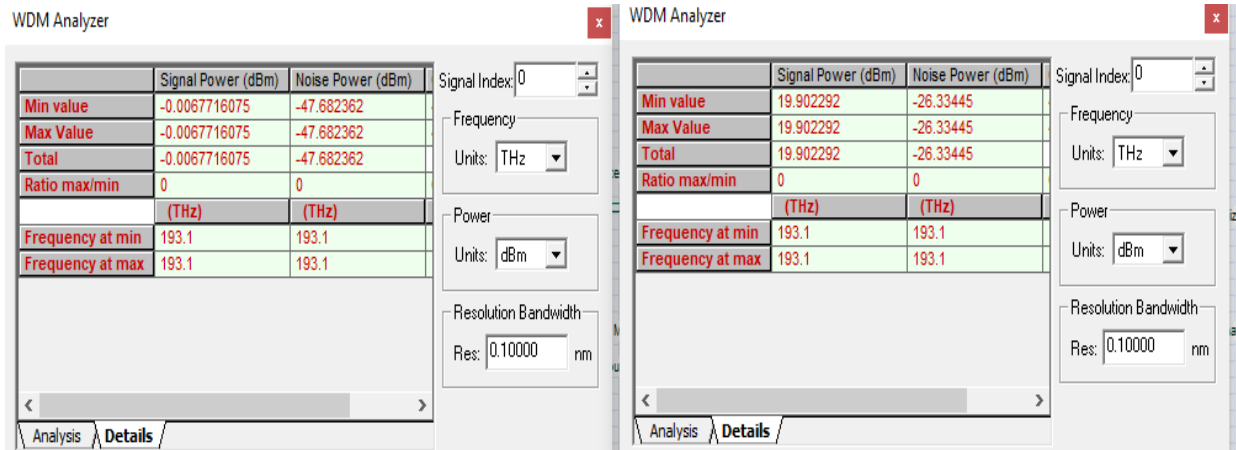 WDM Analyzer x
Signal Power (dBm) Noise Power (dBm)
Min value -0.0067716075 -47.682362
Max Value -0.0067716075 -47.682362
Total -0.0067716075 -47.682362
Ratio max/min 0 0
(THz) (THz)
Frequency at min 193.1 193.1
Frequency at max 193.1 193.1
Analysis Details
Signal Index: 0
Frequency
Units: THz
Power
Units: dBm
Resolution Bandwidth
Res: 0.10000 nm
WDM Analyzer x
Signal Power (dBm) Noise Power (dBm)
Min value 19.902292 -26.33445
Max Value 19.902292 -26.33445
Total 19.902292 -26.33445
Ratio max/min 0 0
(THz) (THz)
Frequency at min 193.1 193.1
Frequency at max 193.1 193.1
Analysis Details
Signal Index: 0
Frequency
Units: THz
Power
Units: dBm
Resolution Bandwidth
Res: 0.10000 nm